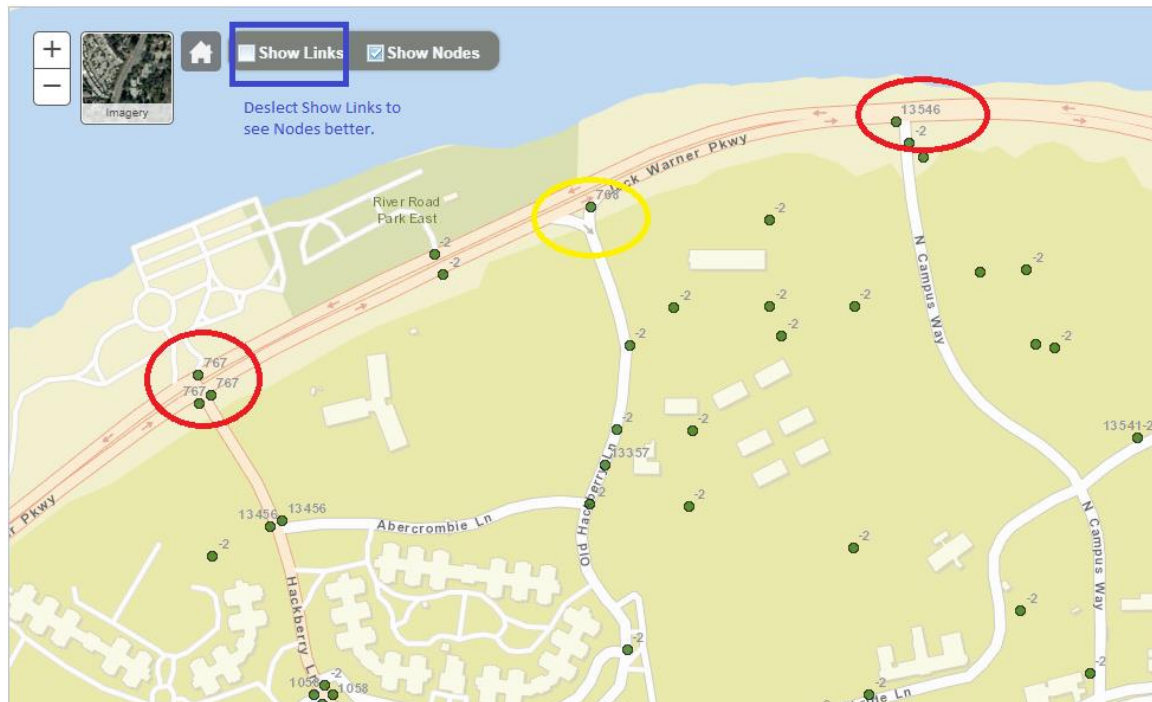 +
−
Imagery
Show Links
Show Nodes
Deslect Show Links to
see Nodes better.
13546
-2
Jack Warner Pkwy
768
River Road
Park East
-2
-2
-2
N Campus Way
-2
-2
-2
-2
-2
-2
767
767
767
-2
-2
13541-2
13357
-2
-2
Old Hackberry Ln
13456
13456
Abercrombie Ln
-2
-2
N Campus Way
Hackberry Ln
-2
-2
-2
-2
1058
1058
-2
Ln